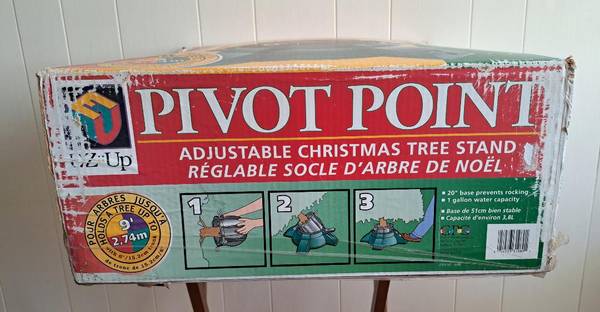 PIVOT POINT
Z-Up
ADJUSTABLE CHRISTMAS TREE STAND
RÉGLABLE SOCLE D'ARBRE DE NOËL
POUR ARBRES JUSQU'À
HOLDS A TREE UP TO
9'
2,74m
1
2
3
20" base prevents rocking
1 gallon water capacity
Base de 51cm bien stable
Capacité d'environ 3,8L